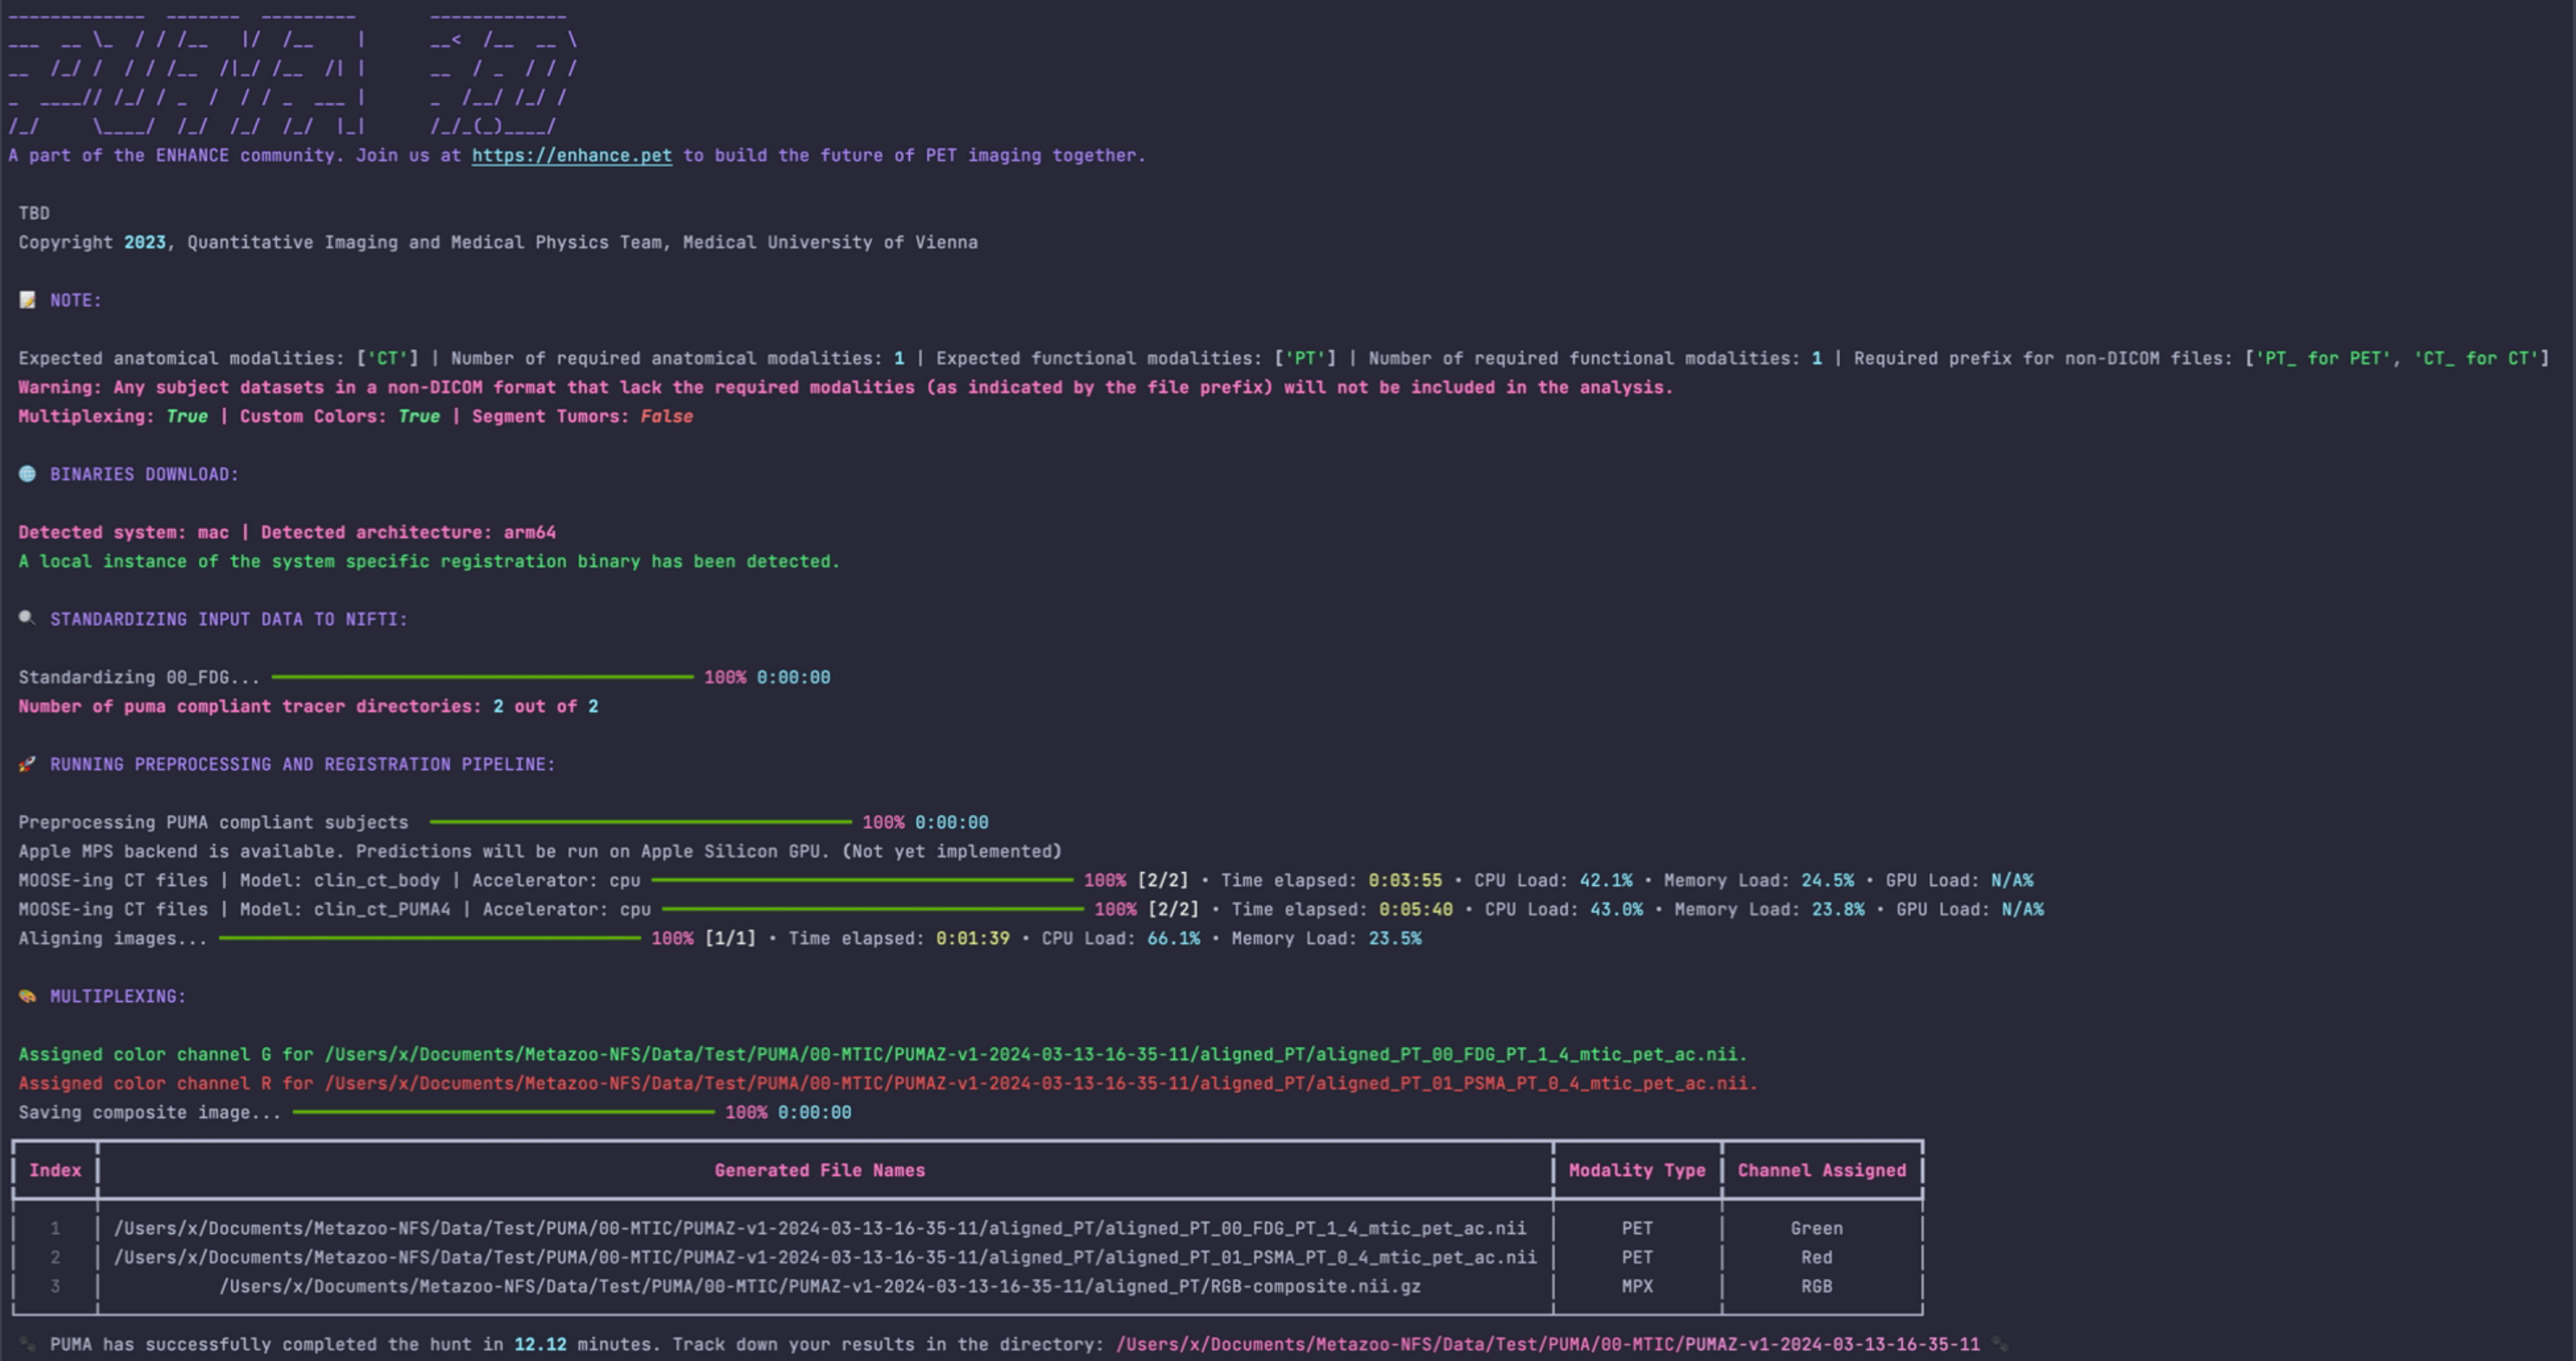 A part of the ENHANCE community. Join us at https://enhance.pet to build the future of PET imaging together.
TBD
Copyright 2023, Quantitative Imaging and Medical Physics Team, Medical University of Vienna
NOTE:
Expected anatomical modalities: ['CT'] | Number of required anatomical modalities: 1 | Expected functional modalities: ['PT'] | Number of required functional modalities: 1 | Required prefix for non-DICOM files: ['PT_ for PET', 'CT_ for CT']
Warning: Any subject datasets in a non-DICOM format that lack the required modalities (as indicated by the file prefix) will not be included in the analysis.
Multiplexing: True | Custom Colors: True | Segment Tumors: False
BINARIES DOWNLOAD:
Detected system: mac | Detected architecture: arm64
A local instance of the system specific registration binary has been detected.
STANDARDIZING INPUT DATA TO NIFTI:
Standardizing 00_FDG... 100% 0:00:00
Number of puma compliant tracer directories: 2 out of 2
RUNNING PREPROCESSING AND REGISTRATION PIPELINE:
Preprocessing PUMA compliant subjects 100% 0:00:00
Apple MPS backend is available. Predictions will be run on Apple Silicon GPU. (Not yet implemented)
MOOSE-ing CT files | Model: clin_ct_body | Accelerator: cpu 100% [2/2] • Time elapsed: 0:03:55 • CPU Load: 42.1% • Memory Load: 24.5% • GPU Load: N/A%
MOOSE-ing CT files | Model: clin_ct_PUMA4 | Accelerator: cpu 100% [2/2] • Time elapsed: 0:05:40 • CPU Load: 43.0% • Memory Load: 23.8% • GPU Load: N/A%
Aligning images... 100% [1/1] • Time elapsed: 0:01:39 • CPU Load: 66.1% • Memory Load: 23.5%
MULTIPLEXING:
Assigned color channel G for /Users/x/Documents/Metazoo-NFS/Data/Test/PUMA/00-MTIC/PUMAZ-v1-2024-03-13-16-35-11/aligned_PT/aligned_PT_00_FDG_PT_1_4_mtic_pet_ac.nii.
Assigned color channel R for /Users/x/Documents/Metazoo-NFS/Data/Test/PUMA/00-MTIC/PUMAZ-v1-2024-03-13-16-35-11/aligned_PT/aligned_PT_01_PSMA_PT_0_4_mtic_pet_ac.nii.
Saving composite image... 100% 0:00:00
Index Generated File Names Modality Type Channel Assigned
1 /Users/x/Documents/Metazoo-NFS/Data/Test/PUMA/00-MTIC/PUMAZ-v1-2024-03-13-16-35-11/aligned_PT/aligned_PT_00_FDG_PT_1_4_mtic_pet_ac.nii PET Green
2 /Users/x/Documents/Metazoo-NFS/Data/Test/PUMA/00-MTIC/PUMAZ-v1-2024-03-13-16-35-11/aligned_PT/aligned_PT_01_PSMA_PT_0_4_mtic_pet_ac.nii PET Red
3 /Users/x/Documents/Metazoo-NFS/Data/Test/PUMA/00-MTIC/PUMAZ-v1-2024-03-13-16-35-11/aligned_PT/RGB-composite.nii.gz MPX RGB
PUMA has successfully completed the hunt in 12.12 minutes. Track down your results in the directory: /Users/x/Documents/Metazoo-NFS/Data/Test/PUMA/00-MTIC/PUMAZ-v1-2024-03-13-16-35-11